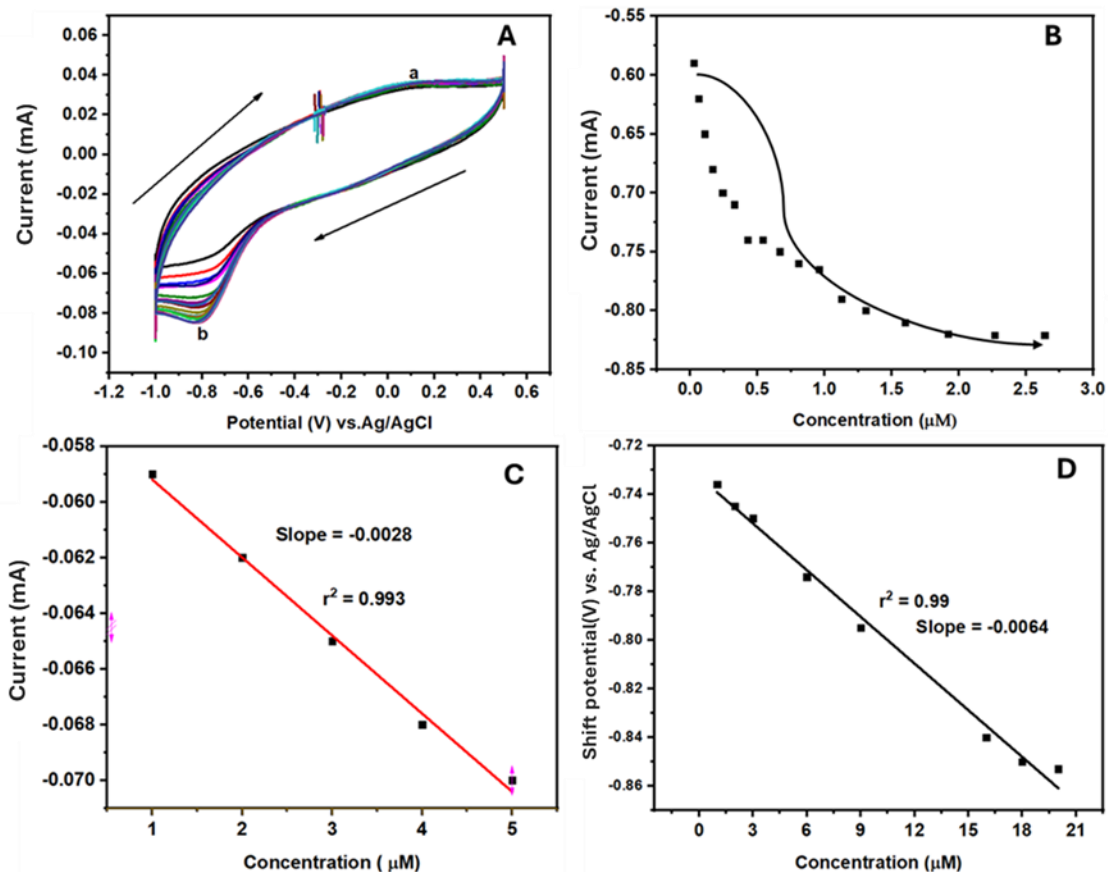 A
0.06
0.04
0.02
0.00
-0.02
-0.04
-0.06
-0.08
-0.10
Current (mA)
a
b
-1.2 -1.0 -0.8 -0.6 -0.4 -0.2 0.0 0.2 0.4 0.6
Potential (V) vs.Ag/AgCl
B
-0.55
0.60
0.65
0.70
0.75
-0.80
-0.85
Current (mA)
0.0 0.5 1.0 1.5 2.0 2.5 3.0
Concentration (μM)
C
-0.058
-0.060
-0.062
-0.064
-0.066
-0.068
-0.070
Current (mA)
Slope = -0.0028
r² = 0.993
1 2 3 4 5
Concentration ( μM)
D
-0.72
-0.74
-0.76
-0.78
-0.80
-0.82
-0.84
-0.86
Shift potential(V) vs. Ag/AgCl
r² = 0.99
Slope = -0.0064
0 3 6 9 12 15 18 21
Concentration (μM)